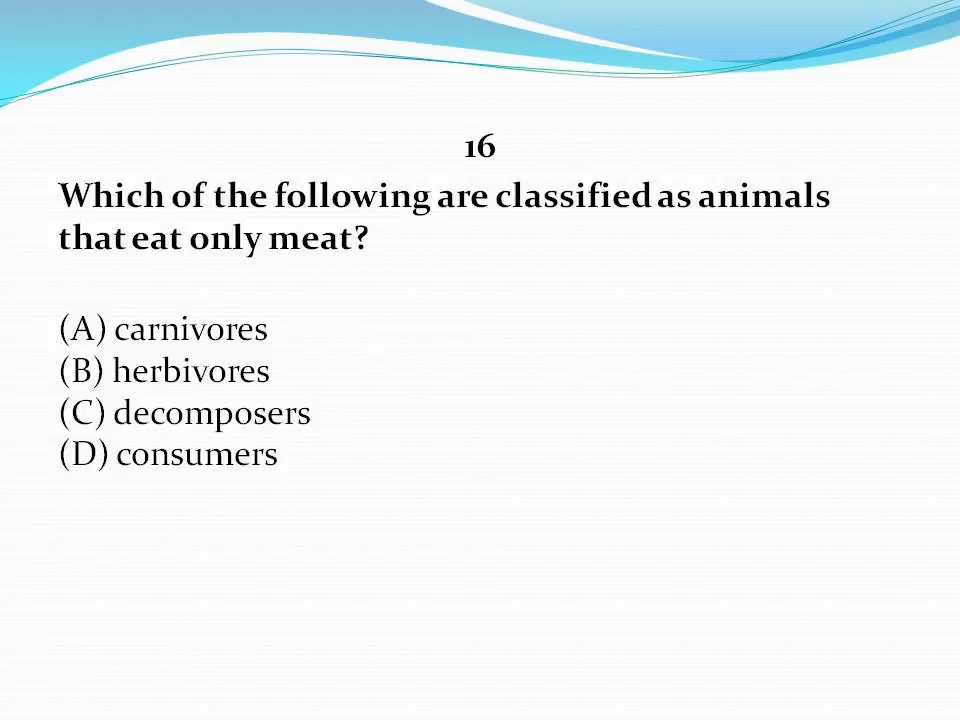 16
Which of the following are classified as animals
that eat only meat?
(A) carnivores
(B) herbivores
(C) decomposers
(D) consumers